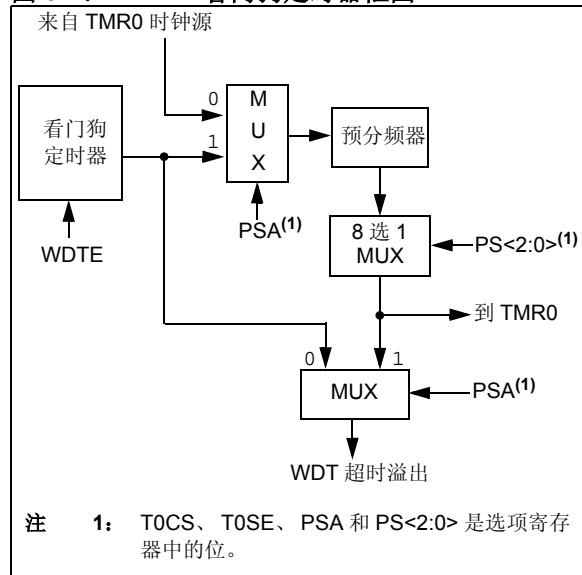 来自 TMR0 时钟源
0
M
U
X
看门狗
定时器
1
预分频器
PSA(1)
WDTE
8 选 1
MUX
PS<2:0>(1)
到 TMR0
0
1
MUX
PSA(1)
WDT 超时溢出
注 1： T0CS、 T0SE、 PSA 和 PS<2:0> 是选项寄存
器中的位。